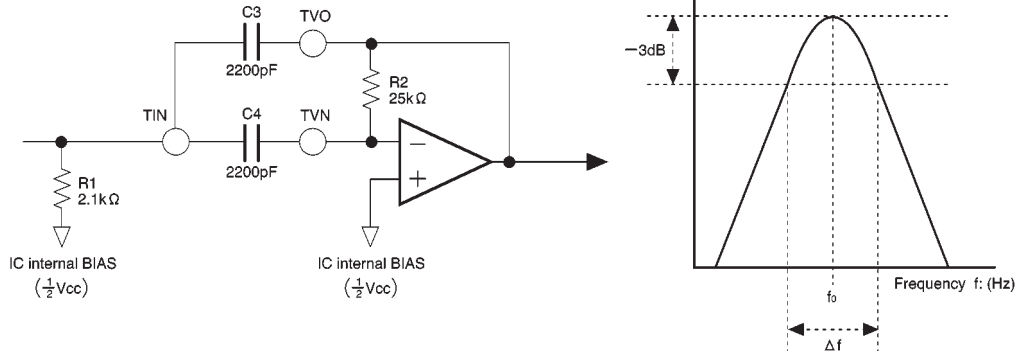 C3
TVO
2200pF
R2
25kΩ
TIN
C4
TVN
2200pF
−
+
R1
2.1kΩ
IC internal BIAS
(½Vcc)
IC internal BIAS
(½Vcc)
−3dB
Frequency f: (Hz)
f₀
Δf